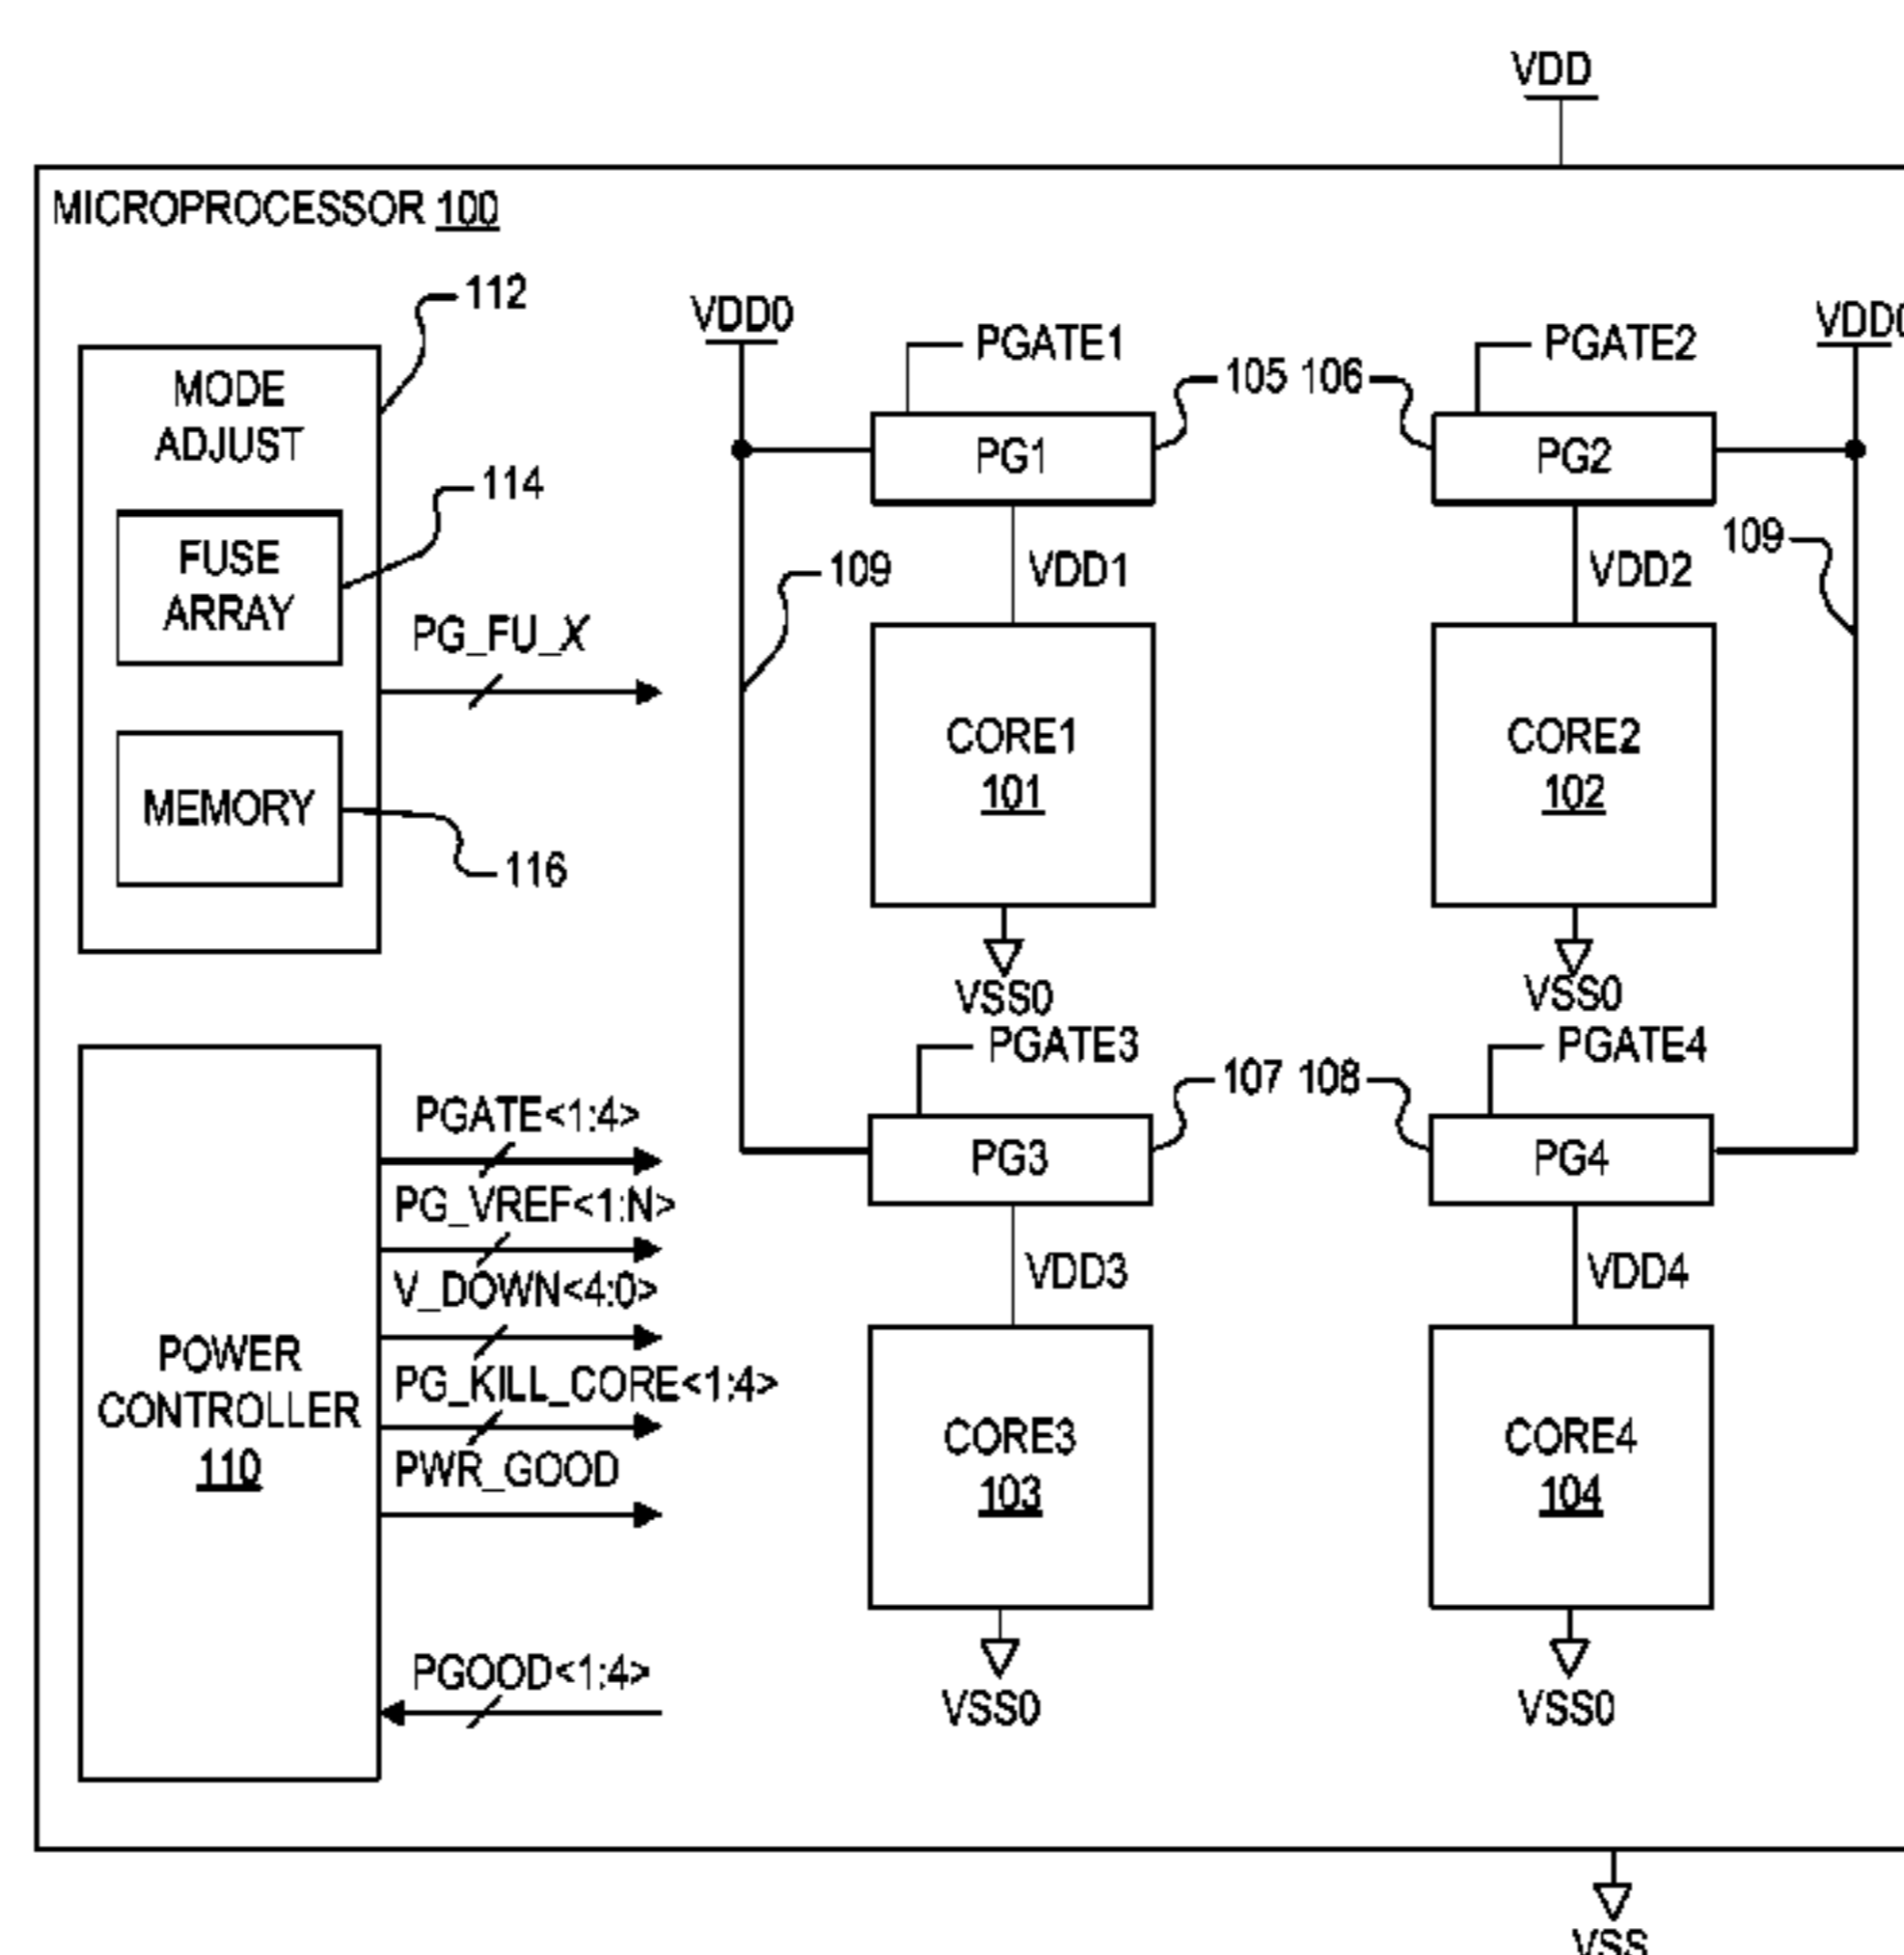 VDD
MICROPROCESSOR 100
112
MODE
ADJUST
114
FUSE
ARRAY
PG_FU_X
MEMORY
116
VDD0
PGATE1
105
106
PGATE2
VDD0
PG1
PG2
109
VDD1
VDD2
109
CORE1
101
CORE2
102
VSS0
VSS0
PGATE3
107
108
PGATE4
PG3
PG4
VDD3
VDD4
CORE3
103
CORE4
104
VSS0
VSS0
POWER
CONTROLLER
110
PGATE<1:4>
PG_VREF<1:N>
V_DOWN<4:0>
PG_KILL_CORE<1:4>
PWR_GOOD
PGOOD<1:4>
VSS